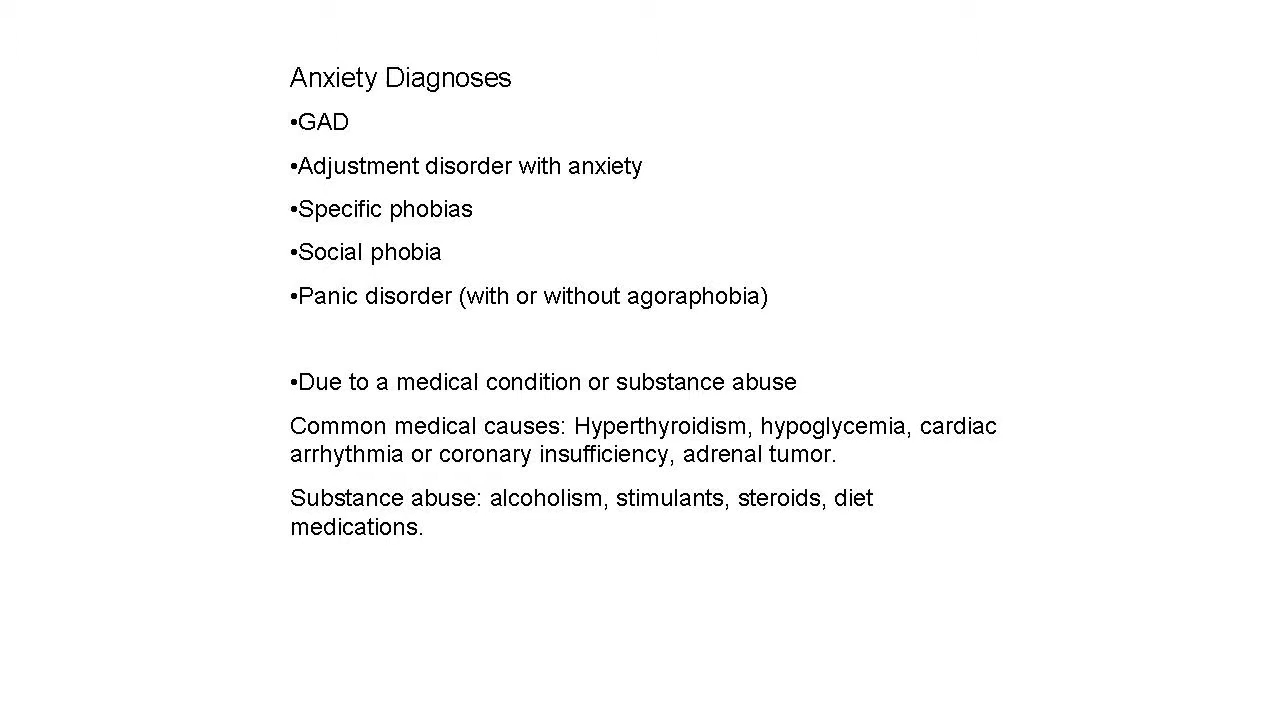 Anxiety Diagnoses
•GAD
•Adjustment disorder with anxiety
•Specific phobias
•Social phobia
•Panic disorder (with or without agoraphobia)
•Due to a medical condition or substance abuse
Common medical causes: Hyperthyroidism, hypoglycemia, cardiac
arrhythmia or coronary insufficiency, adrenal tumor.
Substance abuse: alcoholism, stimulants, steroids, diet
medications.